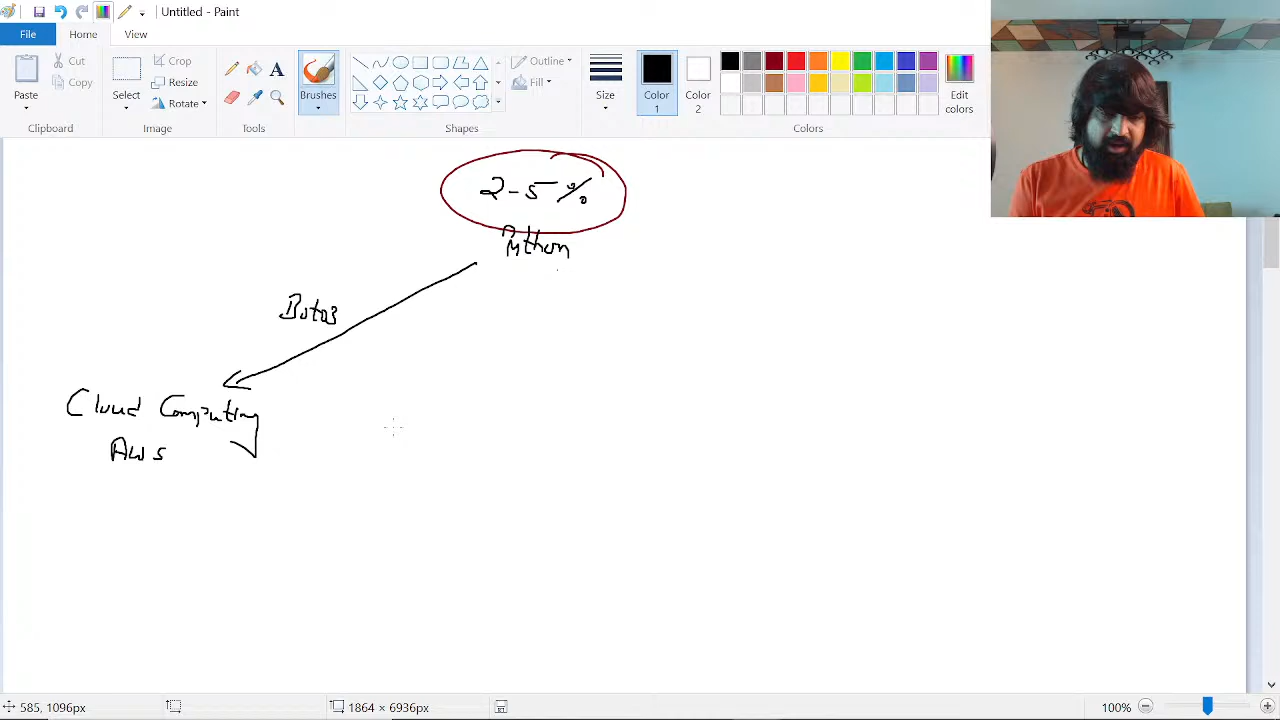 Untitled - Paint
File
Home
View
Paste
Cut
Copy
Clipboard
Select
Crop
Rotate
Image
A
Tools
Brushes
Outline
Fill
Shapes
Size
Color 1
Color 2
Edit colors
Colors
2-5%
Python
Boto3
Cloud Computing
AWS
585, 1096px
1864 × 6936px
100%